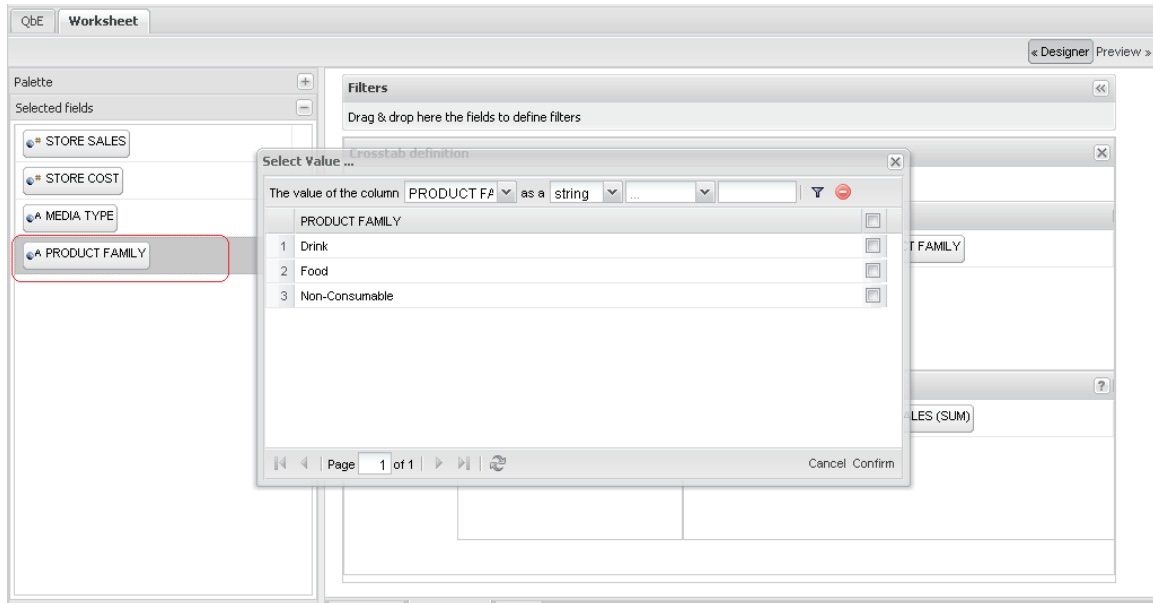 QbE Worksheet
« Designer Preview »
Palette
Selected fields
# STORE SALES
# STORE COST
A MEDIA TYPE
A PRODUCT FAMILY
Filters
Drag & drop here the fields to define filters
Crosstab definition
Select Value ...
The value of the column PRODUCT FA as a string ...
PRODUCT FAMILY
1 Drink
2 Food
3 Non-Consumable
Page 1 of 1
Cancel Confirm
T FAMILY
?
LES (SUM)